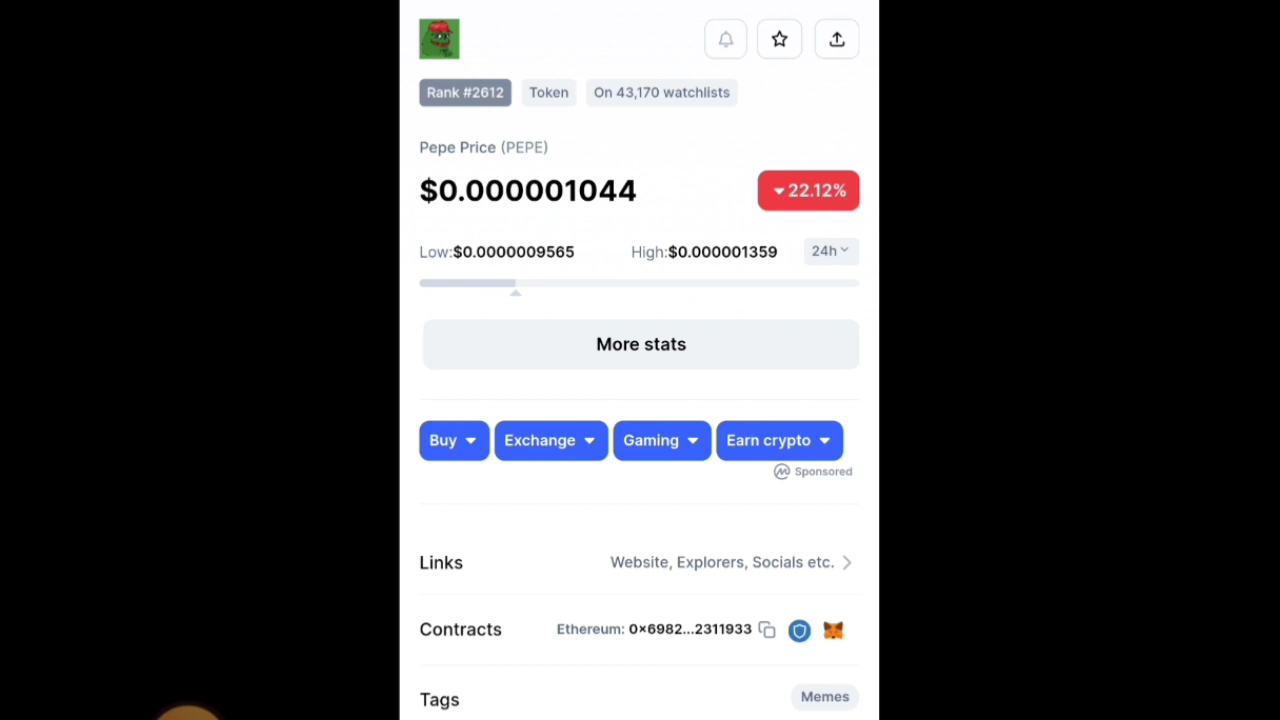 Rank #2612 Token On 43,170 watchlists
Pepe Price (PEPE)
$0.000001044 22.12%
Low:$0.0000009565 High:$0.000001359 24h
More stats
Buy Exchange Gaming Earn crypto
Sponsored
Links Website, Explorers, Socials etc.
Contracts Ethereum: 0×6982...2311933
Tags Memes